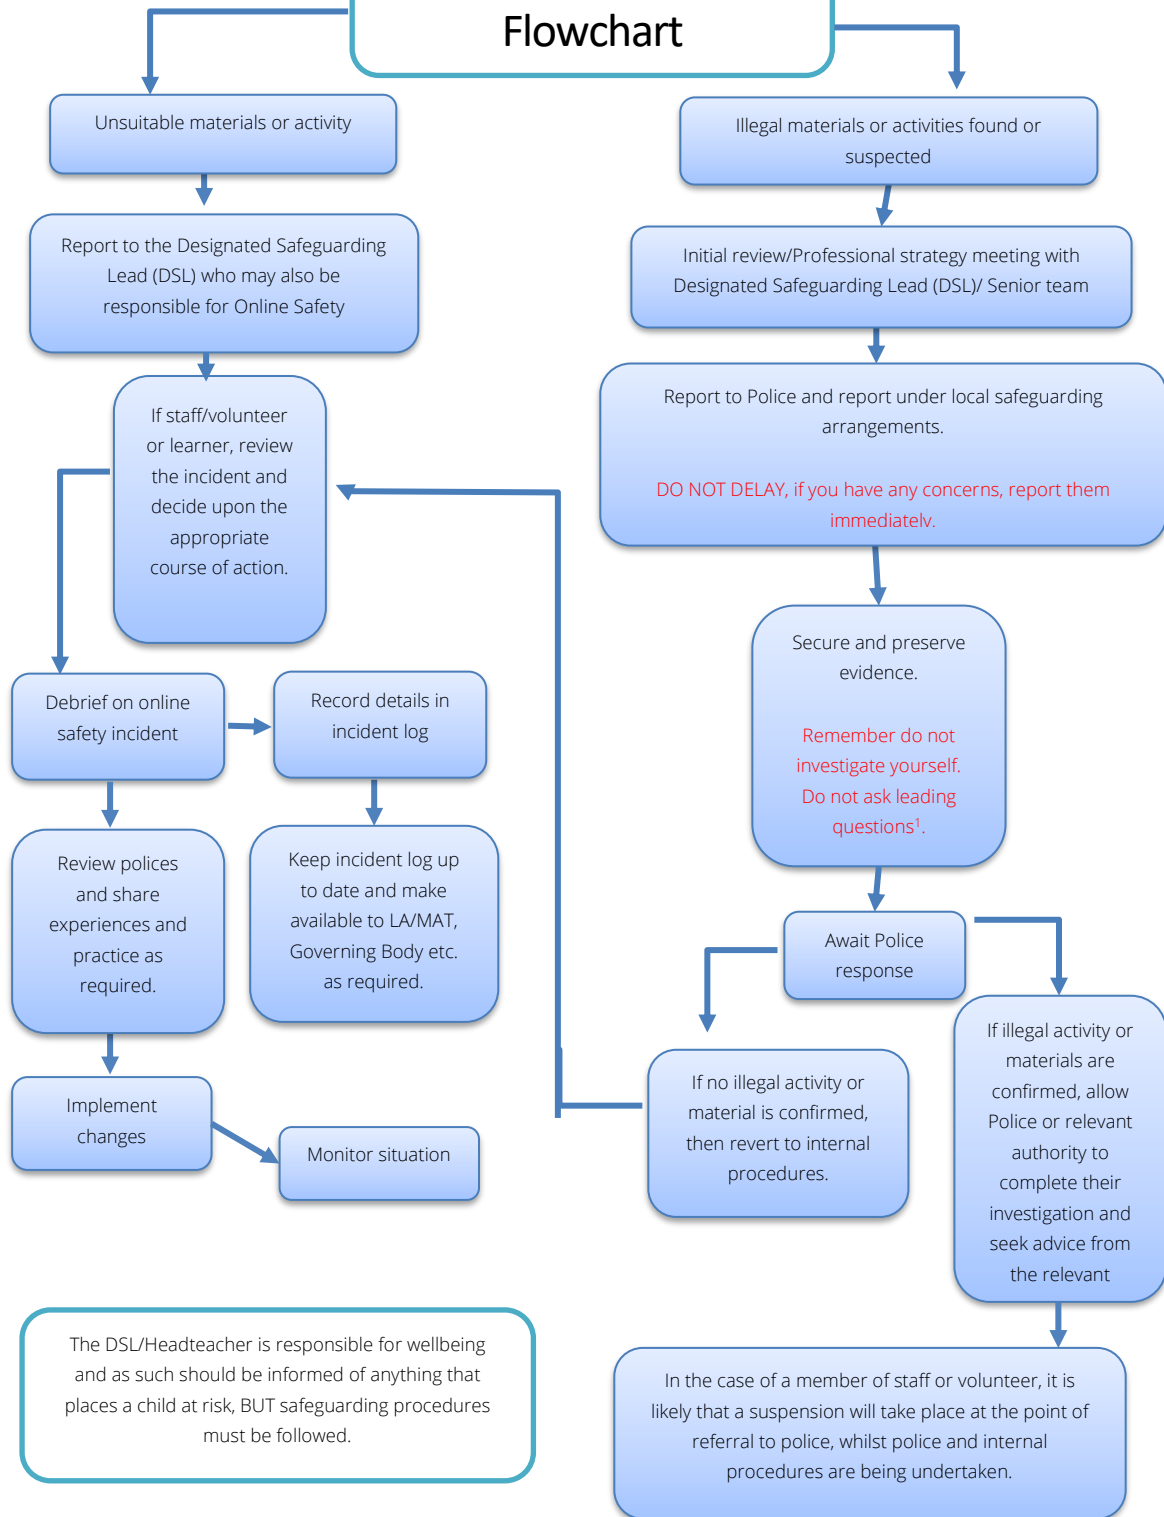 Flowchart
Unsuitable materials or activity
Report to the Designated Safeguarding
Lead (DSL) who may also be
responsible for Online Safety
If staff/volunteer
or learner, review
the incident and
decide upon the
appropriate
course of action.
Debrief on online
safety incident
Record details in
incident log
Review polices
and share
experiences and
practice as
required.
Keep incident log up
to date and make
available to LA/MAT,
Governing Body etc.
as required.
Implement
changes
Monitor situation
The DSL/Headteacher is responsible for wellbeing
and as such should be informed of anything that
places a child at risk, BUT safeguarding procedures
must be followed.
Illegal materials or activities found or
suspected
Initial review/Professional strategy meeting with
Designated Safeguarding Lead (DSL)/ Senior team
Report to Police and report under local safeguarding
arrangements.
DO NOT DELAY, if you have any concerns, report them
immediately.
Secure and preserve
evidence.
Remember do not
investigate yourself.
Do not ask leading
questions¹.
Await Police
response
If no illegal activity or
material is confirmed,
then revert to internal
procedures.
If illegal activity or
materials are
confirmed, allow
Police or relevant
authority to
complete their
investigation and
seek advice from
the relevant
In the case of a member of staff or volunteer, it is
likely that a suspension will take place at the point of
referral to police, whilst police and internal
procedures are being undertaken.